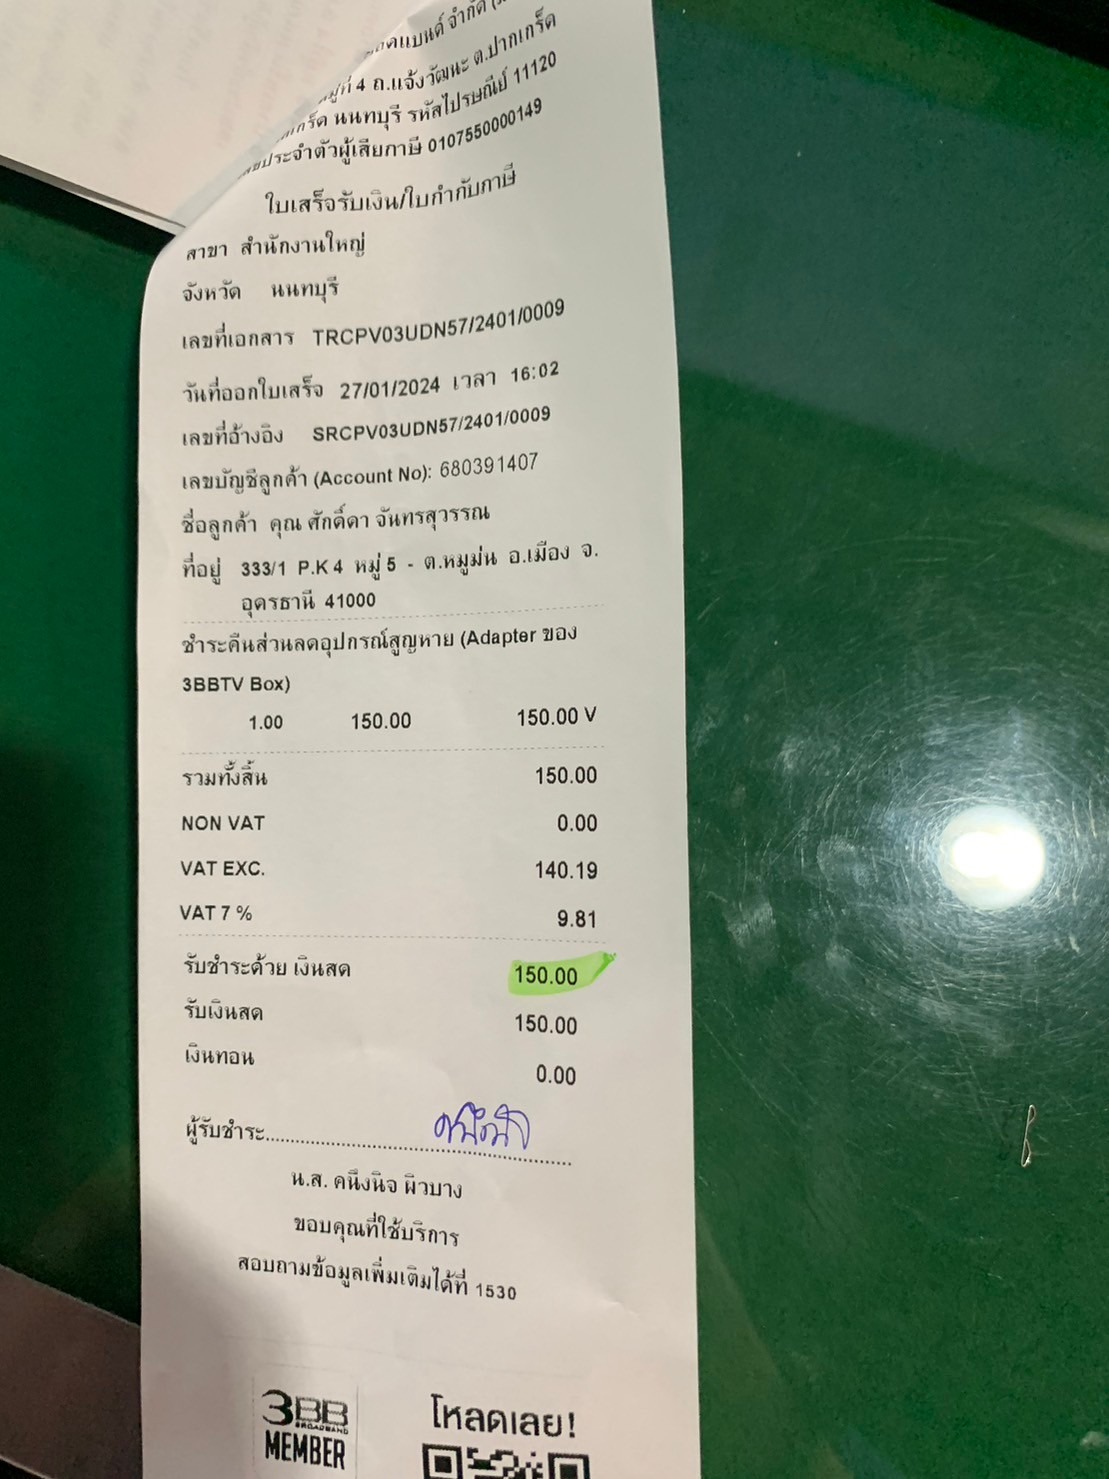 จำกัด
หมู่ที่ 4 ถ.แจ้งวัฒนะ ต.ปากเกร็ด
นนทบุรี รหัสไปรษณีย์ 11120
ประจำตัวผู้เสียภาษี 0107550000149
ใบเสร็จรับเงิน/ใบกำกับภาษี
สาขา สำนักงานใหญ่
จังหวัด นนทบุรี
เลขที่เอกสาร TRCPV03UDN57/2401/0009
วันที่ออกใบเสร็จ 27/01/2024 เวลา 16:02
เลขที่อ้างอิง SRCPV03UDN57/2401/0009
เลขบัญชีลูกค้า (Account No): 680391407
ชื่อลูกค้า คุณ ศักดิ์ดา จันทรสุวรรณ
ที่อยู่ 333/1 P.K 4 หมู่ 5 - ต.หมูม่น อ.เมือง จ.
อุดรธานี 41000
ชำระคืนส่วนลดอุปกรณ์สูญหาย (Adapter ของ
3BBTV Box)
1.00 150.00 150.00 V
รวมทั้งสิ้น 150.00
NON VAT 0.00
VAT EXC. 140.19
VAT 7 % 9.81
รับชำระด้วย เงินสด 150.00
รับเงินสด 150.00
เงินทอน 0.00
ผู้รับชำระ
น.ส. คนึงนิจ ผิวบาง
ขอบคุณที่ใช้บริการ
สอบถามข้อมูลเพิ่มเติมได้ที่ 1530
3BB โหลดเลย!
BROADBAND
MEMBER